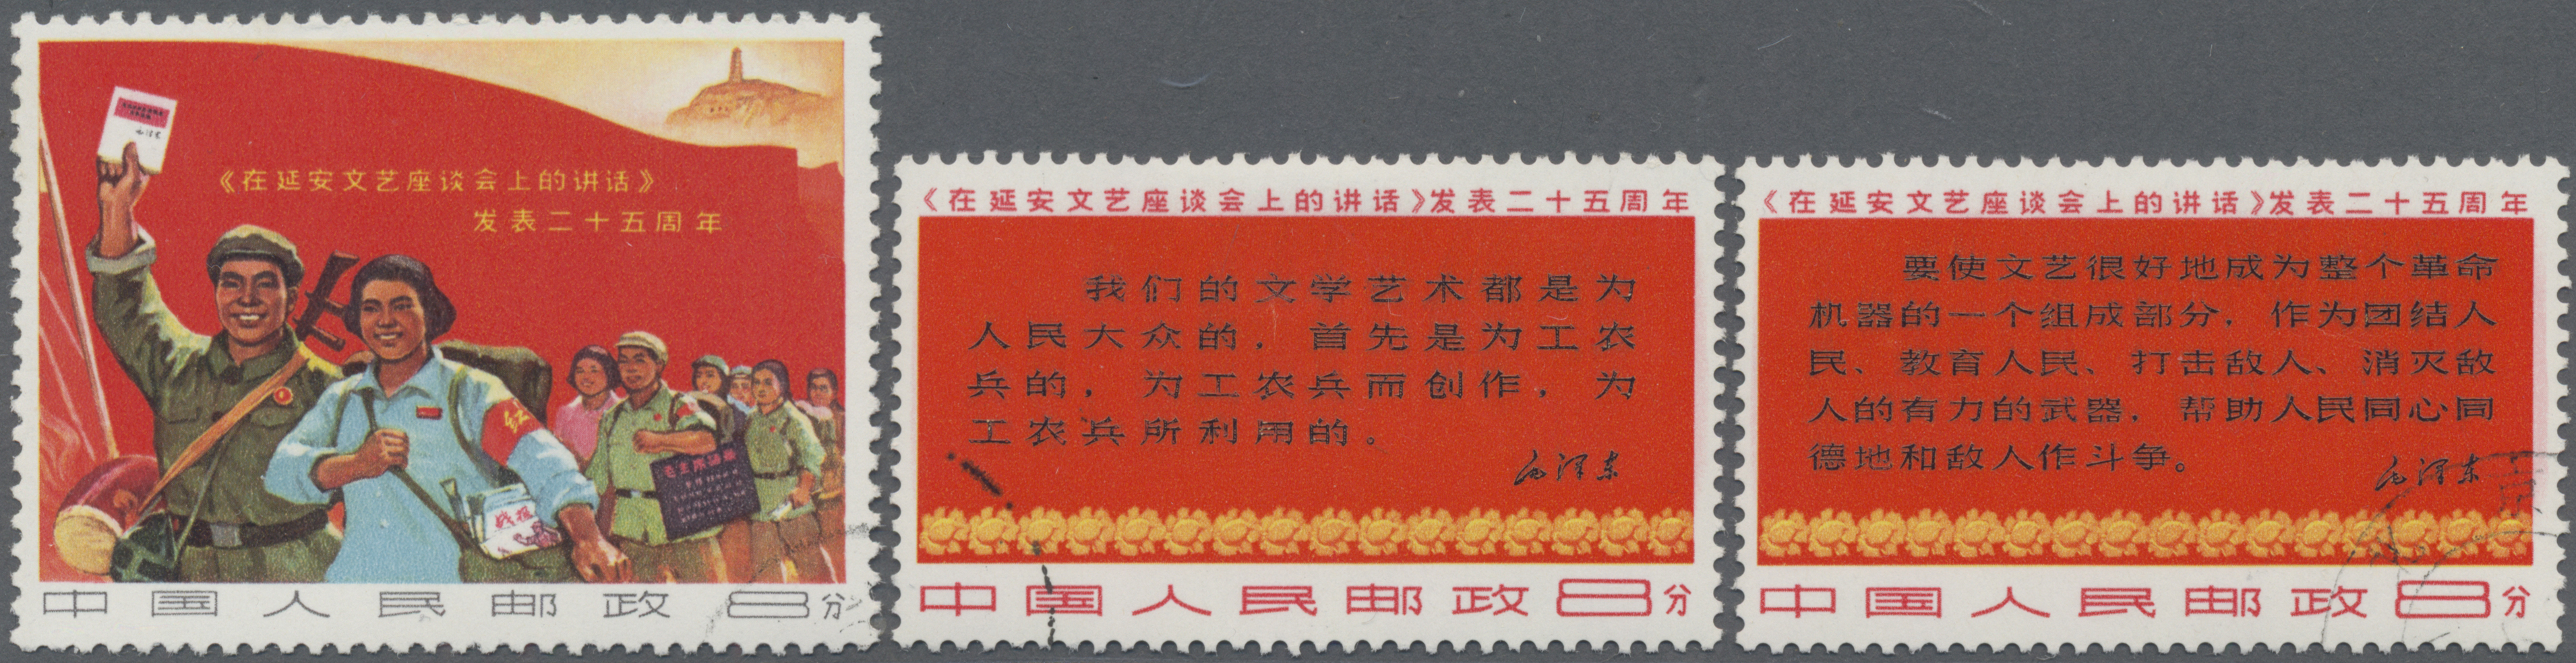 《在延安文艺座谈会上的讲话》
发表二十五周年
红
战报
中国人民邮政 8分
《在延安文艺座谈会上的讲话》发表二十五周年
我们的文学艺术都是为
人民大众的，首先是为工农
兵的，为工农兵而创作，为
工农兵所利用的。
毛泽东
中国人民邮政8分
《在延安文艺座谈会上的讲话》发表二十五周年
要使文艺很好地成为整个革命
机器的一个组成部分，作为团结人
民、教育人民、打击敌人、消灭敌
人的有力的武器，帮助人民同心同
德地和敌人作斗争。
毛泽东
中国人民邮政8分